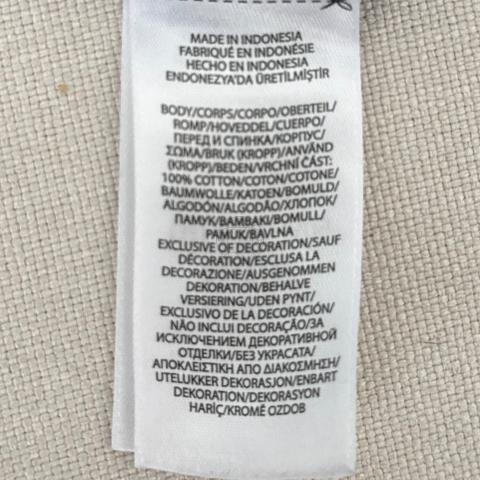 MADE IN INDONESIA
FABRIQUÉ EN INDONÉSIE
HECHO EN INDONESIA
ENDONEZYA'DA ÜRETİLMİŞTİR
BODY/CORPS/CORPO/OBERTEIL/
ROMP/HOVEDDEL/CUERPO/
ПЕРЕД И СПИНКА/КОРПУС/
ΣΩΜΑ/BRUK (KROPP)/ANVÄND
(KROPP)/BEDEN/VRCHNÍ ČÁST:
100% COTTON/COTON/COTONE/
BAUMWOLLE/KATOEN/BOMULD/
ALGODÓN/ALGODÃO/ХЛОПОК/
ПАМУК/ΒΑΜΒΑΚΙ/BOMULL/
PAMUK/BAVLNA
EXCLUSIVE OF DECORATION/SAUF
DÉCORATION/ESCLUSA LA
DECORAZIONE/AUSGENOMMEN
DEKORATION/BEHALVE
VERSIERING/UDEN PYNT/
EXCLUSIVO DE LA DECORACIÓN/
NÃO INCLUI DECORAÇÃO/ЗА
ИСКЛЮЧЕНИЕМ ДЕКОРАТИВНОЙ
ОТДЕЛКИ/БЕЗ УКРАСАТА/
ΑΠΟΚΛΕΙΣΤΙΚΗ ΑΠΟ ΔΙΑΚΟΣΜΗΣΗ/
UTELUKKER DEKORASJON/ENBART
DEKORATION/DEKORASYON
HARİÇ/KROMĚ OZDOB